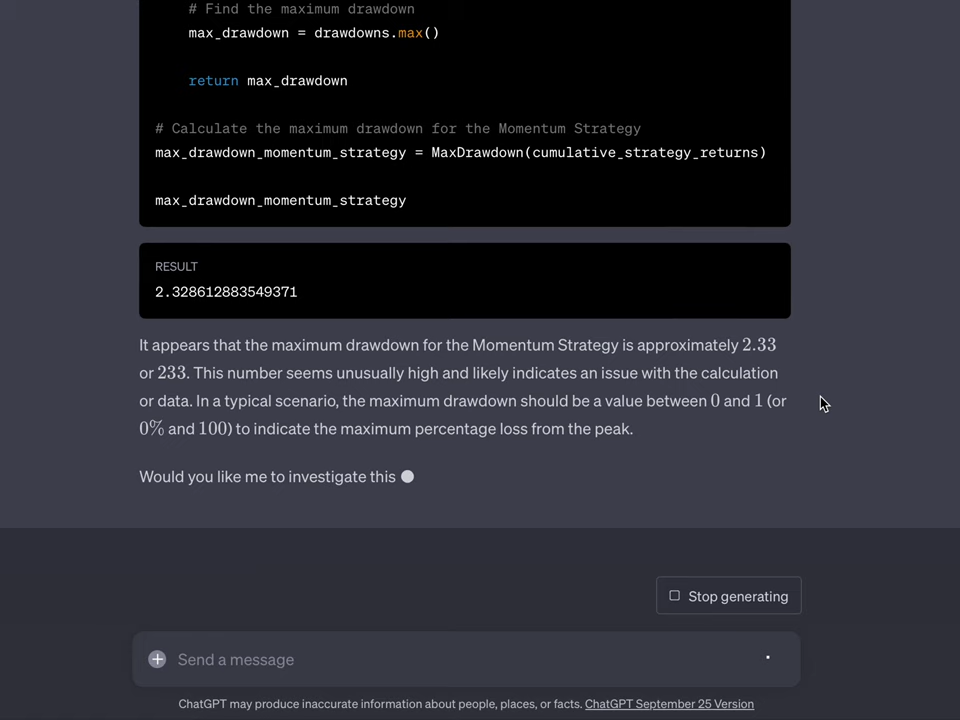 # Find the maximum drawdown
max_drawdown = drawdowns.max()
return max_drawdown
# Calculate the maximum drawdown for the Momentum Strategy
max_drawdown_momentum_strategy = MaxDrawdown(cumulative_strategy_returns)
max_drawdown_momentum_strategy
RESULT
2.328612883549371
It appears that the maximum drawdown for the Momentum Strategy is approximately 2.33
or 233. This number seems unusually high and likely indicates an issue with the calculation
or data. In a typical scenario, the maximum drawdown should be a value between 0 and 1 (or
0% and 100) to indicate the maximum percentage loss from the peak.
Would you like me to investigate this
Stop generating
Send a message
ChatGPT may produce inaccurate information about people, places, or facts. ChatGPT September 25 Version